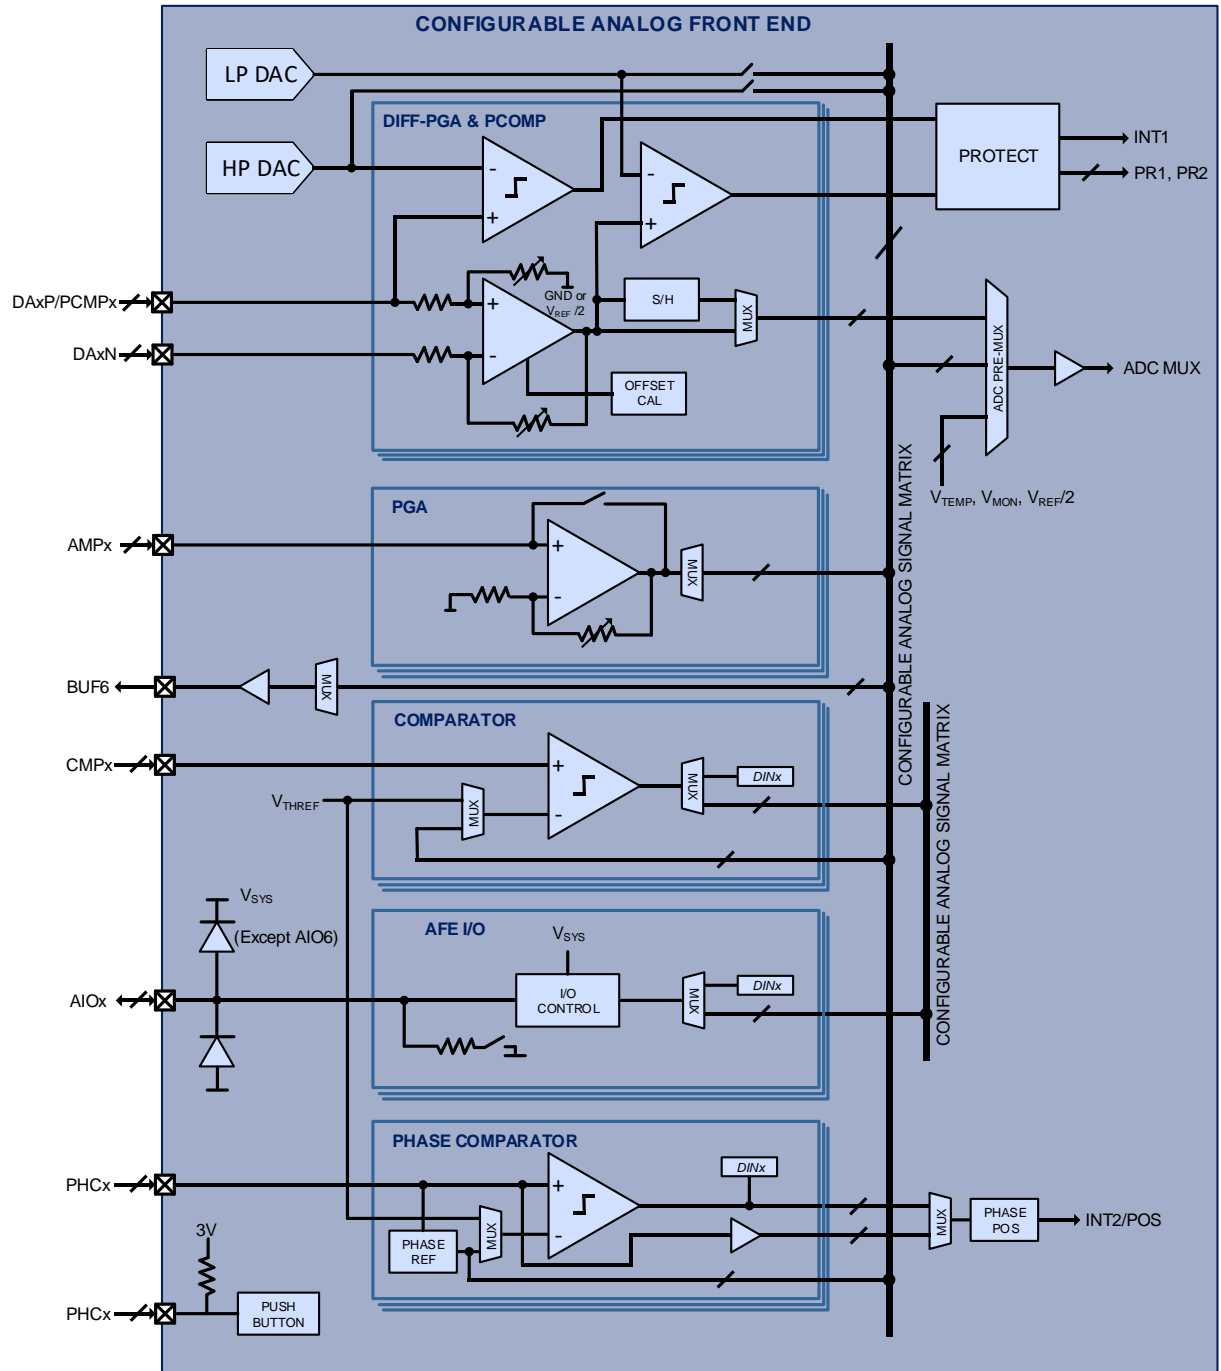 CONFIGURABLE ANALOG FRONT END
LP DAC
HP DAC
DIFF-PGA & PCOMP
-
+
-
+
PROTECT
INT1
PR1, PR2
DAxP/PCMPx
DAxN
+
-
GND or
VREF /2
S/H
MUX
OFFSET
CAL
ADC PRE-MUX
ADC MUX
VTEMP, VMON, VREF/2
CONFIGURABLE ANALOG SIGNAL MATRIX
PGA
AMPx
+
-
MUX
BUF6
MUX
COMPARATOR
CMPx
VTHREF
MUX
+
-
MUX
DINx
CONFIGURABLE ANALOG SIGNAL MATRIX
AFE I/O
VSYS
(Except AIO6)
VSYS
AIOx
I/O
CONTROL
MUX
DINx
PHASE COMPARATOR
PHCx
PHASE
REF
MUX
+
-
DINx
MUX
PHASE
POS
INT2/POS
3V
PHCx
PUSH
BUTTON